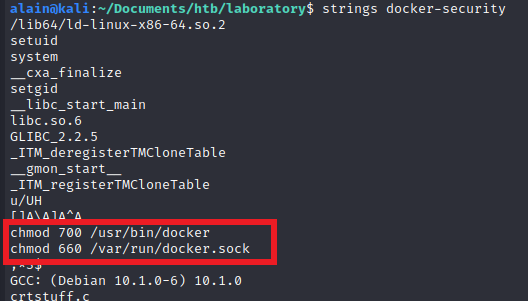 alain@kali:~/Documents/htb/laboratory$ strings docker-security
/lib64/ld-linux-x86-64.so.2
setuid
system
__cxa_finalize
setgid
__libc_start_main
libc.so.6
GLIBC_2.2.5
_ITM_deregisterTMCloneTable
__gmon_start__
_ITM_registerTMCloneTable
u/UH
[]A\A]A^A_
chmod 700 /usr/bin/docker
chmod 660 /var/run/docker.sock
;*3$"
GCC: (Debian 10.1.0-6) 10.1.0
crtstuff.c